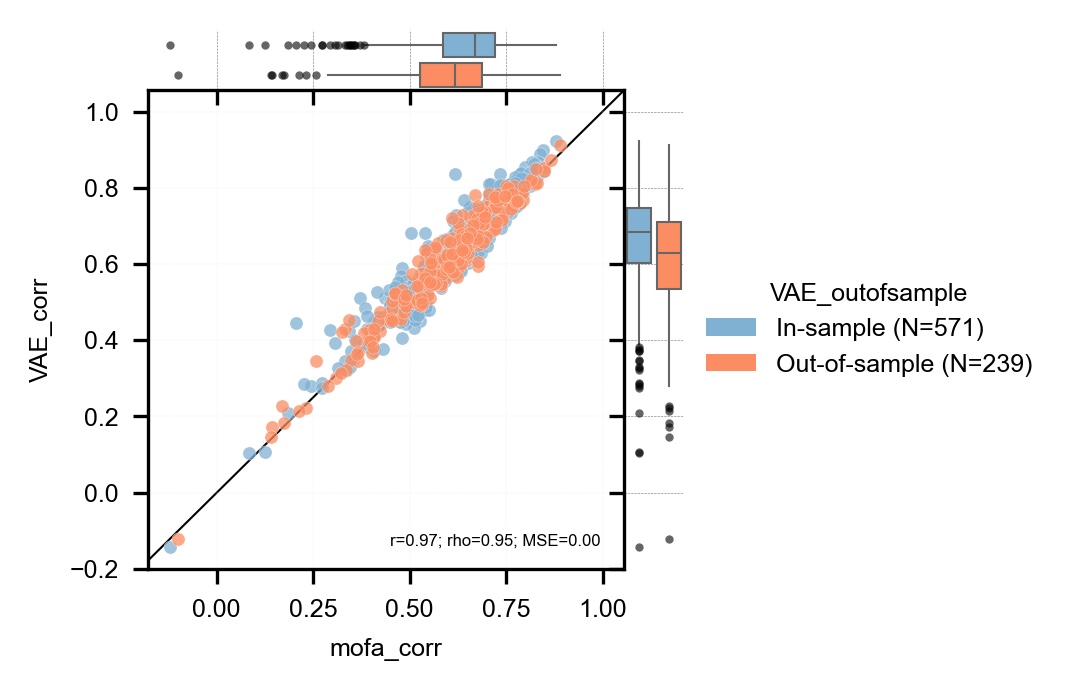 1.0
0.8
0.6
0.4
0.2
0.0
−0.2
VAE_corr
r=0.97; rho=0.95; MSE=0.00
0.00 0.25 0.50 0.75 1.00
mofa_corr
VAE_outofsample
In-sample (N=571)
Out-of-sample (N=239)